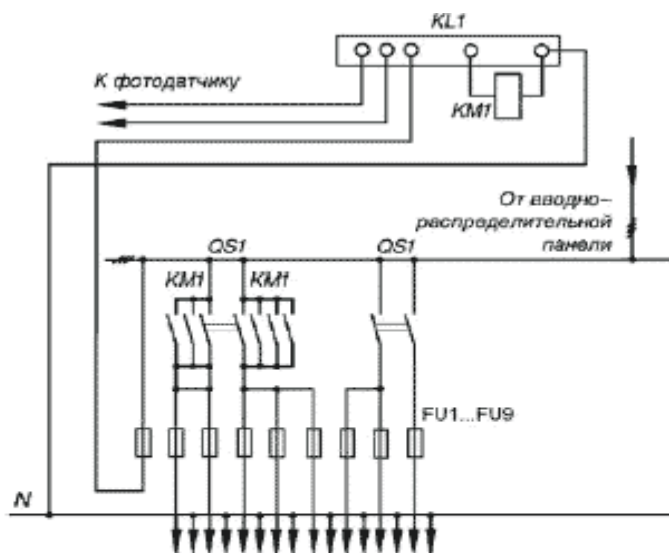 KL1
К фотодатчику
KM1
От вводно–
распределительной
панели
QS1
QS1
KM1
KM1
FU1...FU9
N